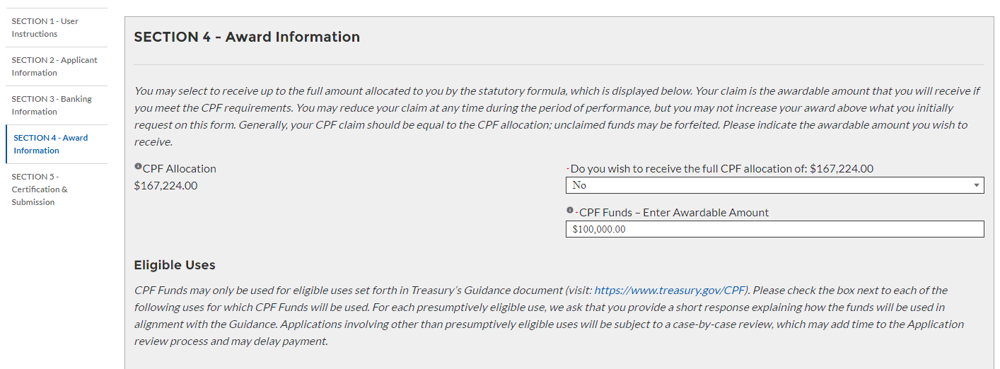 SECTION 1 - User
Instructions
SECTION 2 - Applicant
Information
SECTION 3 - Banking
Information
SECTION 4 - Award
Information
SECTION 5 -
Certification &
Submission
SECTION 4 - Award Information
You may select to receive up to the full amount allocated to you by the statutory formula, which is displayed below. Your claim is the awardable amount that you will receive if
you meet the CPF requirements. You may reduce your claim at any time during the period of performance, but you may not increase your award above what you initially
request on this form. Generally, your CPF claim should be equal to the CPF allocation; unclaimed funds may be forfeited. Please indicate the awardable amount you wish to
receive.
CPF Allocation
$167,224.00
Do you wish to receive the full CPF allocation of: $167,224.00
No
CPF Funds – Enter Awardable Amount
$100,000.00
Eligible Uses
CPF Funds may only be used for eligible uses set forth in Treasury's Guidance document (visit: https://www.treasury.gov/CPF). Please check the box next to each of the
following uses for which CPF Funds will be used. For each presumptively eligible use, we ask that you provide a short response explaining how the funds will be used in
alignment with the Guidance. Applications involving other than presumptively eligible uses will be subject to a case-by-case review, which may add time to the Application
review process and may delay payment.